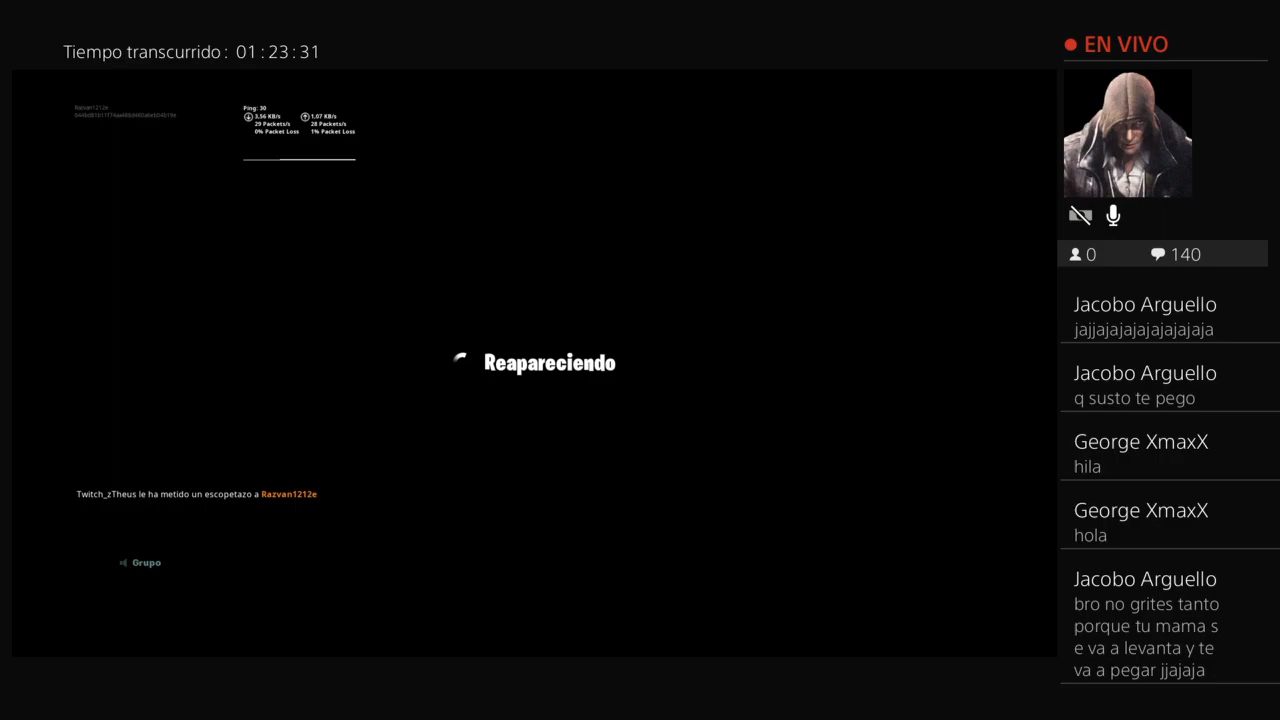 Tiempo transcurrido: 01:23:31
EN VIVO
Razvan1212e
Ping: 30
3.56 KB/s
1.07 KB/s
29 Packets/s
28 Packets/s
0% Packet Loss
1% Packet Loss
0
140
Jacobo Arguello
jajjajajajajajajajaja
Jacobo Arguello
q susto te pego
Reapareciendo
George XmaxX
hila
Twitch_zTheus le ha metido un escopetazo a Razvan1212e
George XmaxX
hola
Grupo
Jacobo Arguello
bro no grites tanto
porque tu mama s
e va a levanta y te
va a pegar jjajaja